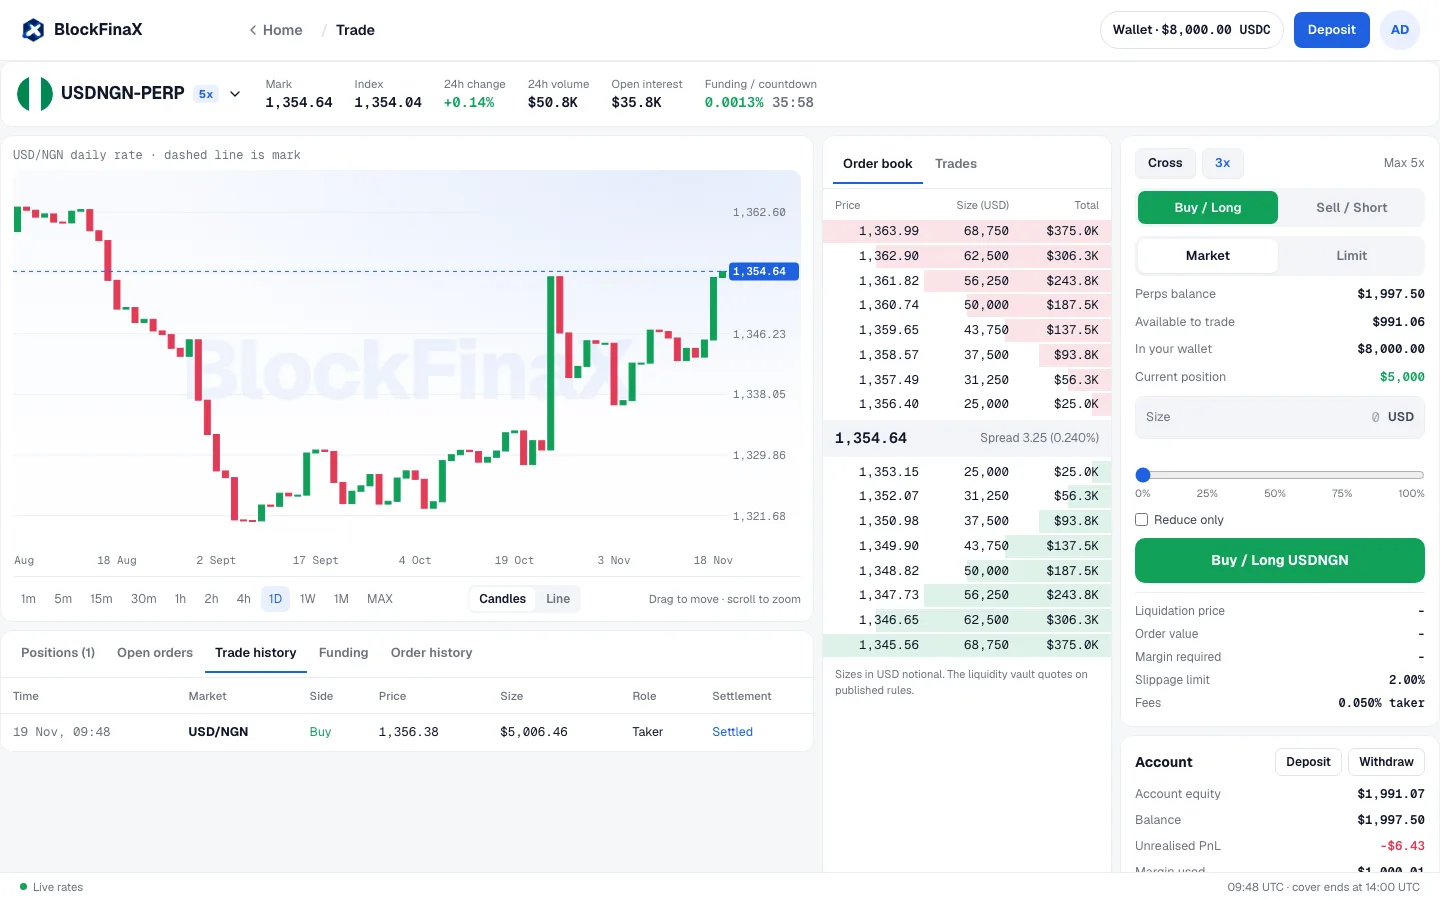 BlockFinaX
Home / Trade
Wallet · $8,000.00 USDC
Deposit
AD
USDNGN-PERP 5x
Mark
1,354.64
Index
1,354.04
24h change
+0.14%
24h volume
$50.8K
Open interest
$35.8K
Funding / countdown
0.0013% 35:58
USD/NGN daily rate · dashed line is mark
BlockFinaX
1,362.60
1,354.64
1,346.23
1,338.05
1,329.86
1,321.68
Aug 18 Aug 2 Sept 17 Sept 4 Oct 19 Oct 3 Nov 18 Nov
1m 5m 15m 30m 1h 2h 4h 1D 1W 1M MAX
Candles Line
Drag to move · scroll to zoom
Positions (1) Open orders Trade history Funding Order history
Time Market Side Price Size Role Settlement
19 Nov, 09:48 USD/NGN Buy 1,356.38 $5,006.46 Taker Settled
Order book Trades
Price Size (USD) Total
1,363.99 68,750 $375.0K
1,362.90 62,500 $306.3K
1,361.82 56,250 $243.8K
1,360.74 50,000 $187.5K
1,359.65 43,750 $137.5K
1,358.57 37,500 $93.8K
1,357.49 31,250 $56.3K
1,356.40 25,000 $25.0K
1,354.64 Spread 3.25 (0.240%)
1,353.15 25,000 $25.0K
1,352.07 31,250 $56.3K
1,350.98 37,500 $93.8K
1,349.90 43,750 $137.5K
1,348.82 50,000 $187.5K
1,347.73 56,250 $243.8K
1,346.65 62,500 $306.3K
1,345.56 68,750 $375.0K
Sizes in USD notional. The liquidity vault quotes on
published rules.
Cross 3x Max 5x
Buy / Long Sell / Short
Market Limit
Perps balance $1,997.50
Available to trade $991.06
In your wallet $8,000.00
Current position $5,000
Size 0 USD
0% 25% 50% 75% 100%
Reduce only
Buy / Long USDNGN
Liquidation price -
Order value -
Margin required -
Slippage limit 2.00%
Fees 0.050% taker
Account Deposit Withdraw
Account equity $1,991.07
Balance $1,997.50
Unrealised PnL -$6.43
Margin used $1,000.01
Live rates
09:48 UTC · cover ends at 14:00 UTC